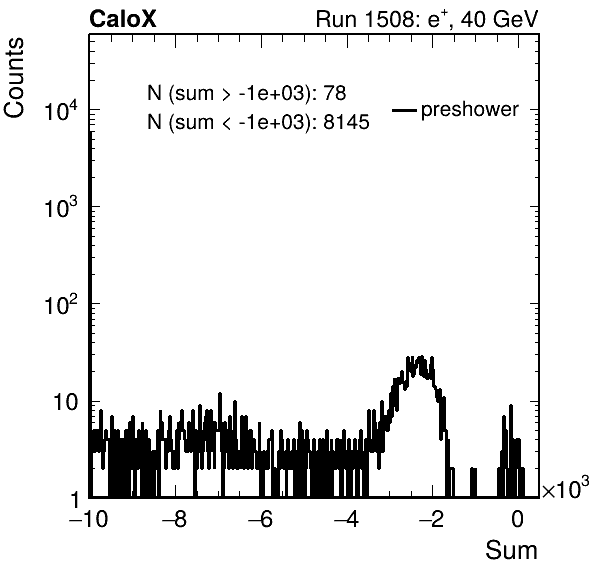 CaloX Run 1508: e⁺, 40 GeV
Counts
N (sum > -1e+03): 78
N (sum < -1e+03): 8145
preshower
10⁴
10³
10²
10
1
−10 −8 −6 −4 −2 0 ×10³
Sum